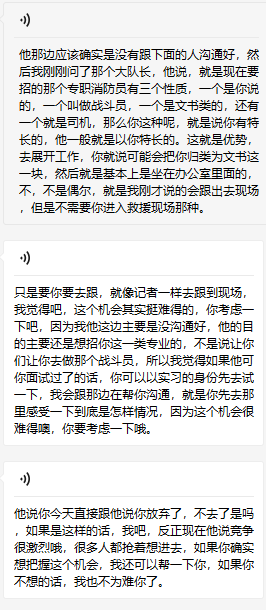 他那边应该确实是没有跟下面的人沟通好，然
后我刚刚问了那个大队长，他说，就是现在要
招的那个专职消防员有三个性质，一个是你说
的，一个叫做战斗员，一个是文书类的，还有
一个就是司机，那么你这种呢，就是说你有特
长的，他一般就是以你特长的。这就是优势，
去展开工作，你就说可能会把你归类为文书这
一块，然后就是基本上是坐在办公室里面的，
不，不是偶尔，就是我刚才说的会跟出去现场
，但是不需要你进入救援现场那种。
只是要你要去跟，就像记者一样去跟到现场，
我觉得吧，这个机会其实挺难得的，你考虑一
下吧，因为我他这边主要是没沟通好，他的目
的主要还是想招你这一类专业的，不是说让你
们让你去做那个战斗员，所以我觉得如果他可
你面试过了的话，你可以以实习的身份先去试
一下，我会跟那边在帮你沟通，就是你先去那
里感受一下到底是怎样情况，因为这个机会很
难得噢，你要考虑一下哦。
他说你今天直接跟他说你放弃了，不去了是吗
，如果是这样的话，我吧，反正现在他说竞争
很激烈哦，很多人都抢着想进去，如果你确实
想把握这个机会，我还可以帮一下你，如果你
不想的话，我也不为难你了。